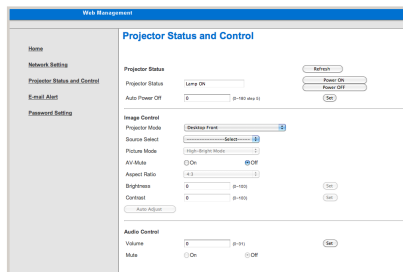 Web Management
Projector Status and Control
Home
Network Setting
Projector Status and Control
E-mail Alert
Password Setting
Projector Status
Refresh
Projector Status
Lamp ON
Power ON
Power OFF
Auto Power Off
0
(0-180 step 5)
Set
Image Control
Projector Mode
Desktop Front
Source Select
Select
Picture Mode
High-Bright Mode
AV-Mute
On
Off
Aspect Ratio
4:3
Brightness
0
(0-100)
Set
Contrast
0
(0-100)
Set
Auto Adjust
Audio Control
Volume
0
(0-31)
Set
Mute
On
Off